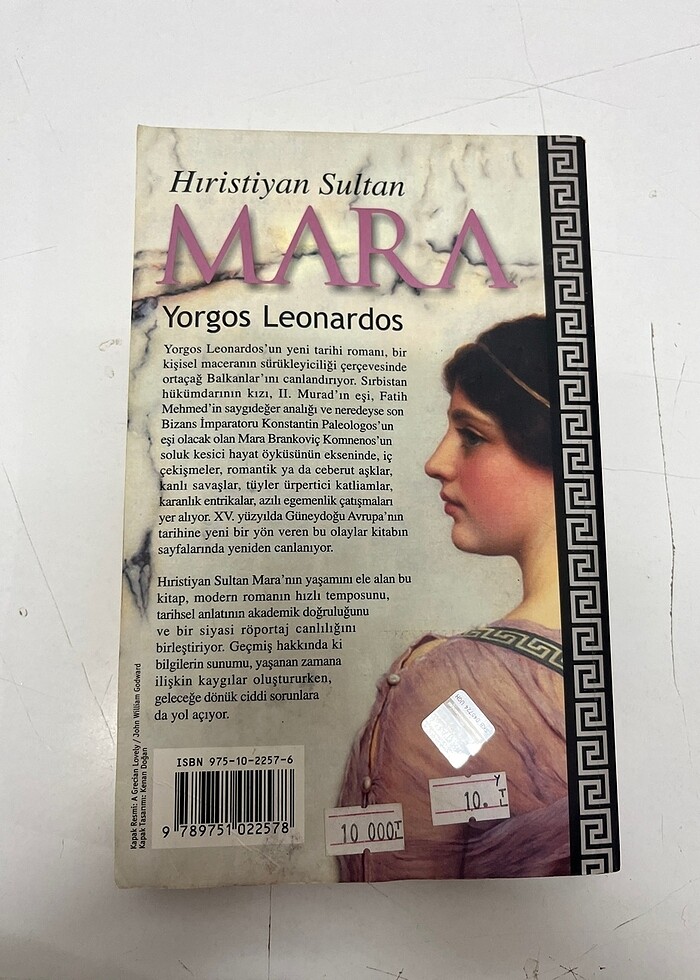 Hıristiyan Sultan
MARA
Yorgos Leonardos
Yorgos Leonardos'un yeni tarihi romanı, bir
kişisel maceranın sürükleyiciliği çerçevesinde
ortaçağ Balkanlar'ını canlandırıyor. Sırbistan
hükümdarının kızı, II. Murad'ın eşi, Fatih
Mehmed'in saygıdeğer analığı ve neredeyse son
Bizans İmparatoru Konstantin Paleologos'un
eşi olacak olan Mara Brankoviç Komnenos'un
soluk kesici hayat öyküsünün ekseninde, iç
çekişmeler, romantik ya da ceberut aşklar,
kanlı savaşlar, tüyler ürpertici katliamlar,
karanlık entrikalar, azılı egemenlik çatışmaları
yer alıyor. XV. yüzyılda Güneydoğu Avrupa'nın
tarihine yeni bir yön veren bu olaylar kitabın
sayfalarında yeniden canlanıyor.
Hıristiyan Sultan Mara'nın yaşamını ele alan bu
kitap, modern romanın hızlı temposunu,
tarihsel anlatının akademik doğruluğunu
ve bir siyasi röportaj canlılığını
birleştiriyor. Geçmiş hakkında ki
bilgilerin sunumu, yaşanan zamana
ilişkin kaygılar oluştururken,
geleceğe dönük ciddi sorunlara
da yol açıyor.
Kapak Resmi: A Grecian Lovely / John William Godward
Kapak Tasarımı: Kenan Doğan
ISBN 975-10-2257-6
9 789751 022578
10 000TL
Y
10. TL